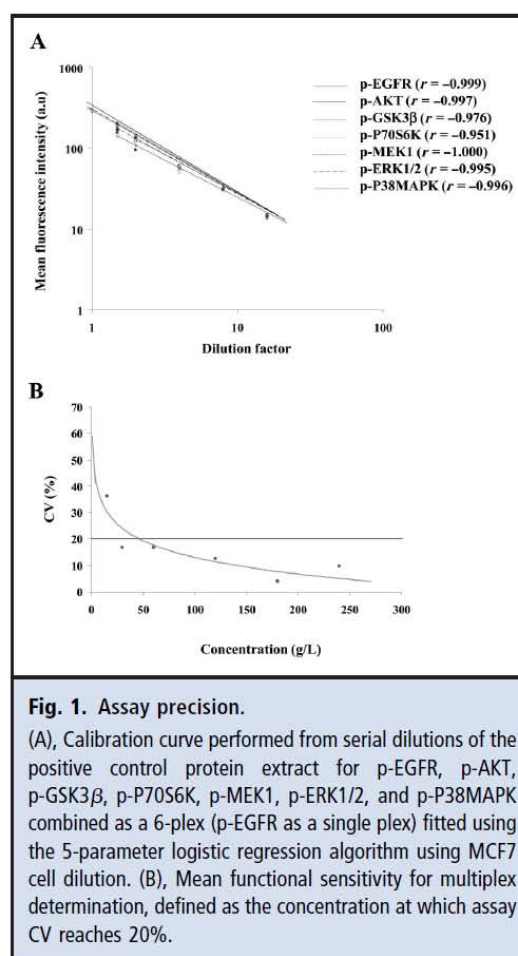 A
1000
100
10
1
1
10
100
Mean fluorescence intensity (a.u)
Dilution factor
p-EGFR (r = –0.999)
p-AKT (r = –0.997)
p-GSK3β (r = –0.976)
p-P70S6K (r = –0.951)
p-MEK1 (r = –1.000)
p-ERK1/2 (r = –0.995)
p-P38MAPK (r = –0.996)
B
70
60
50
40
30
20
10
0
0
50
100
150
200
250
300
CV (%)
Concentration (g/L)
Fig. 1. Assay precision.
(A), Calibration curve performed from serial dilutions of the
positive control protein extract for p-EGFR, p-AKT,
p-GSK3β, p-P70S6K, p-MEK1, p-ERK1/2, and p-P38MAPK
combined as a 6-plex (p-EGFR as a single plex) fitted using
the 5-parameter logistic regression algorithm using MCF7
cell dilution. (B), Mean functional sensitivity for multiplex
determination, defined as the concentration at which assay
CV reaches 20%.